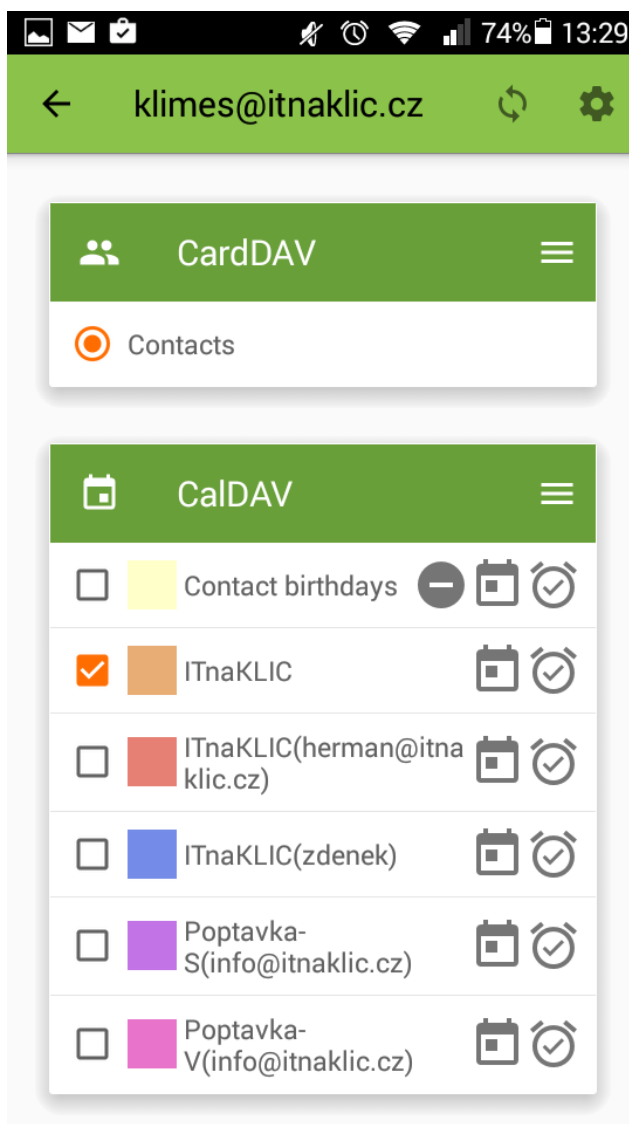 74% 13:29
klimes@itnaklic.cz
CardDAV
Contacts
CalDAV
Contact birthdays
ITnaKLIC
ITnaKLIC(herman@itna
klic.cz)
ITnaKLIC(zdenek)
Poptavka-
S(info@itnaklic.cz)
Poptavka-
V(info@itnaklic.cz)